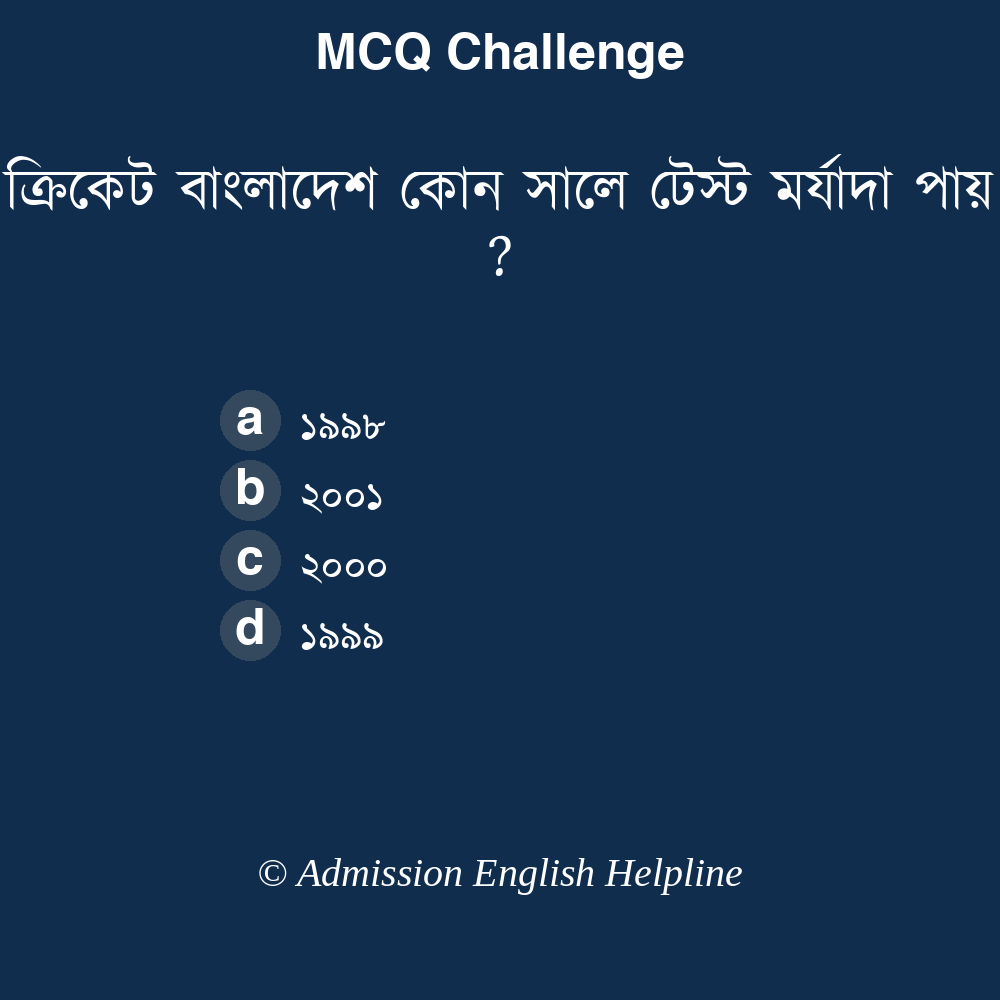 MCQ Challenge
ক্রিকেট বাংলাদেশ কোন সালে টেস্ট মর্যাদা পায়
?
a ১৯৯৮
b ২০০১
c ২০০০
d ১৯৯৯
© Admission English Helpline